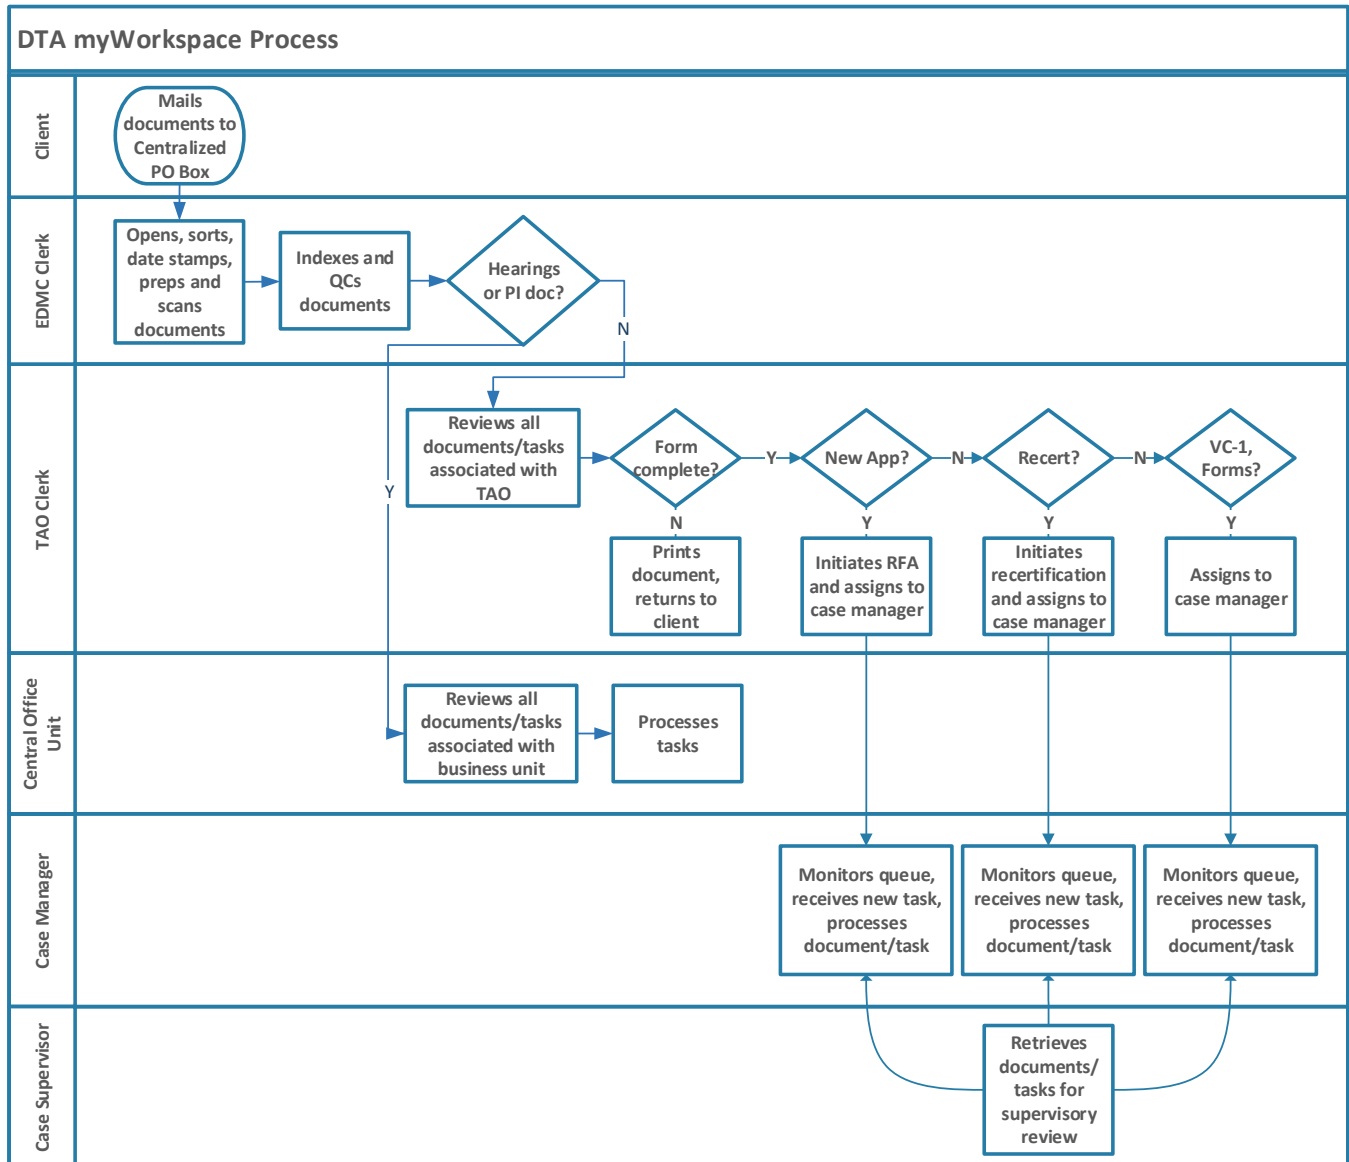 DTA myWorkspace Process
Client
Mails
documents to
Centralized
PO Box
EDMC Clerk
Opens, sorts,
date stamps,
preps and
scans
documents
Indexes and
QCs
documents
Hearings
or PI doc?
N
Y
TAO Clerk
Reviews all
documents/tasks
associated with
TAO
Form
complete?
Y
New App?
N
Recert?
N
VC-1,
Forms?
N
Y
Y
Y
Prints
document,
returns to
client
Initiates RFA
and assigns to
case manager
Initiates
recertification
and assigns to
case manager
Assigns to
case manager
Central Office
Unit
Reviews all
documents/tasks
associated with
business unit
Processes
tasks
Case Manager
Monitors queue,
receives new task,
processes
document/task
Monitors queue,
receives new task,
processes
document/task
Monitors queue,
receives new task,
processes
document/task
Case Supervisor
Retrieves
documents/
tasks for
supervisory
review